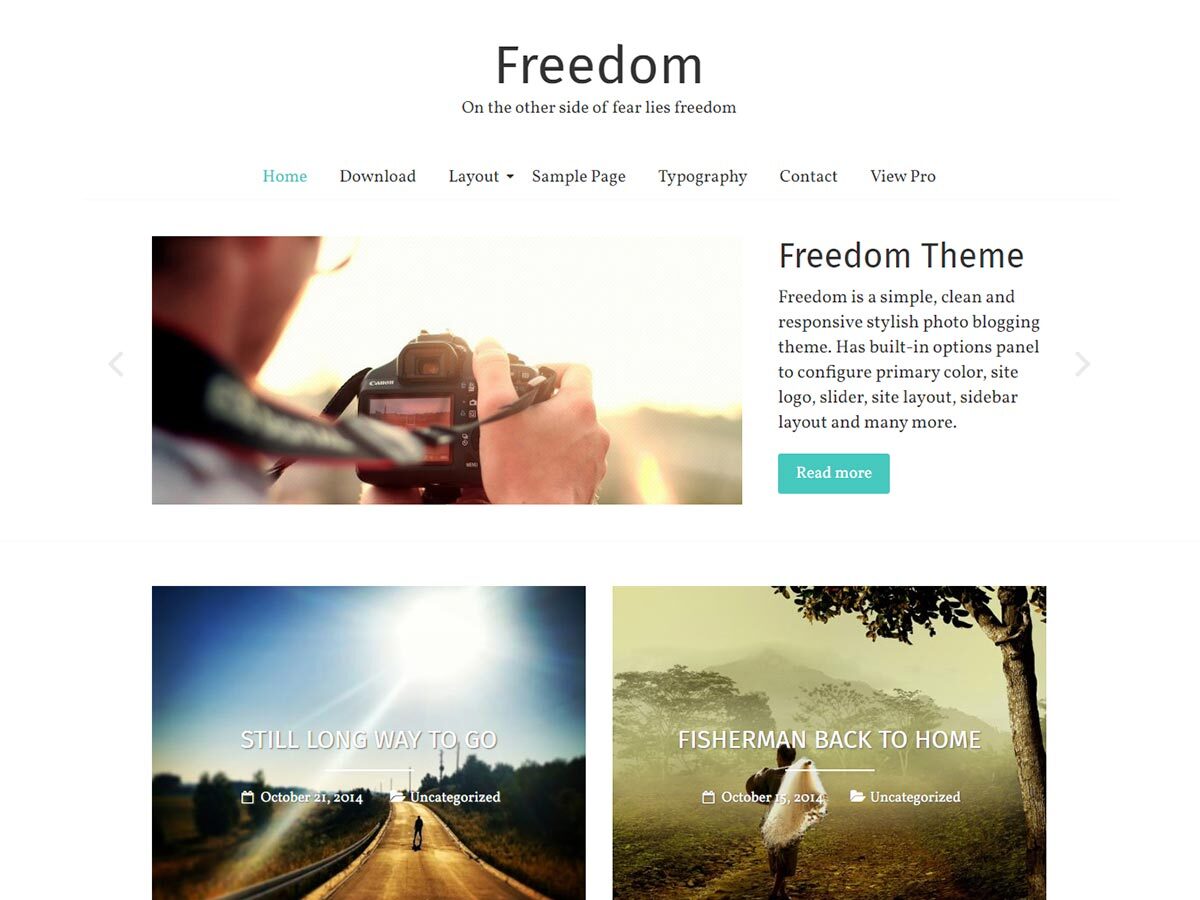 Freedom
On the other side of fear lies freedom
Home Download Layout Sample Page Typography Contact View Pro
Canon
MENU
Freedom Theme
Freedom is a simple, clean and
responsive stylish photo blogging
theme. Has built-in options panel
to configure primary color, site
logo, slider, site layout, sidebar
layout and many more.
Read more
STILL LONG WAY TO GO
October 21, 2014 Uncategorized
FISHERMAN BACK TO HOME
October 15, 2014 Uncategorized